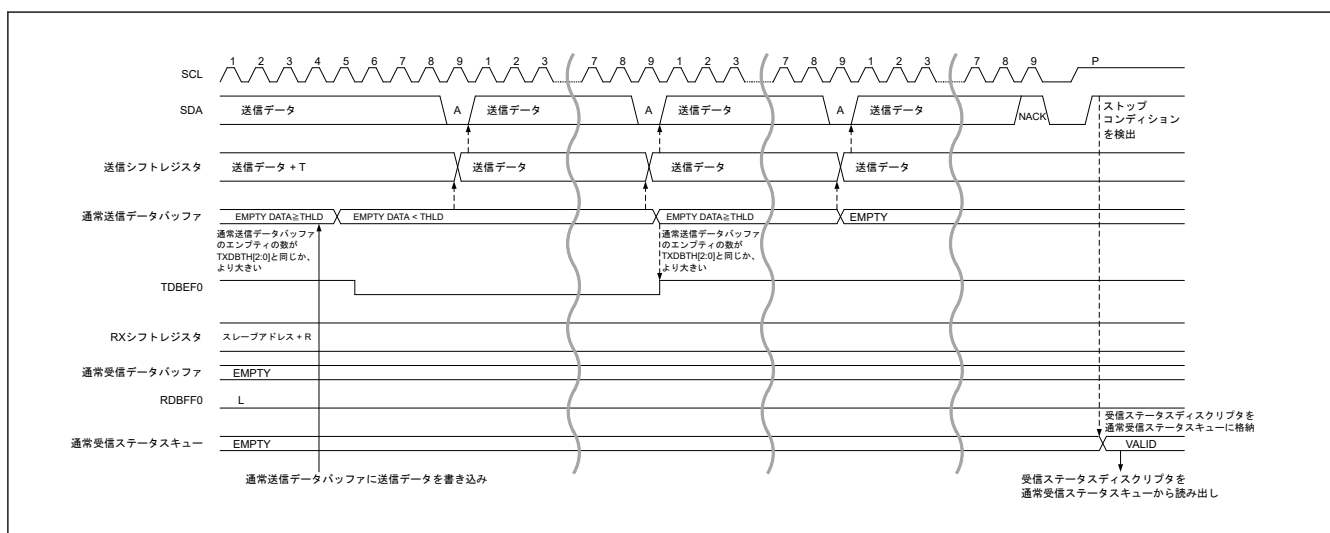 SCL 1 2 3 4 5 6 7 8 9 1 2 3 7 8 9 1 2 3 7 8 9 1 2 3 7 8 9 P
SDA 送信データ A 送信データ A 送信データ A 送信データ NACK
ストップ
コンディション
を検出
送信シフトレジスタ 送信データ + T 送信データ 送信データ 送信データ
通常送信データバッファ EMPTY DATA≧THLD EMPTY DATA < THLD EMPTY DATA≧THLD EMPTY
通常送信データバッファ
のエンプティの数が
TXDBTH[2:0]と同じか、
より大きい
通常送信データバッファ
のエンプティの数が
TXDBTH[2:0]と同じか、
より大きい
TDBEF0
RXシフトレジスタ スレーブアドレス + R
通常受信データバッファ EMPTY
RDBFF0 L
受信ステータスディスクリプタを
通常受信ステータスキューに格納
通常受信ステータスキュー EMPTY VALID
通常送信データバッファに送信データを書き込み
受信ステータスディスクリプタを
通常受信ステータスキューから読み出し